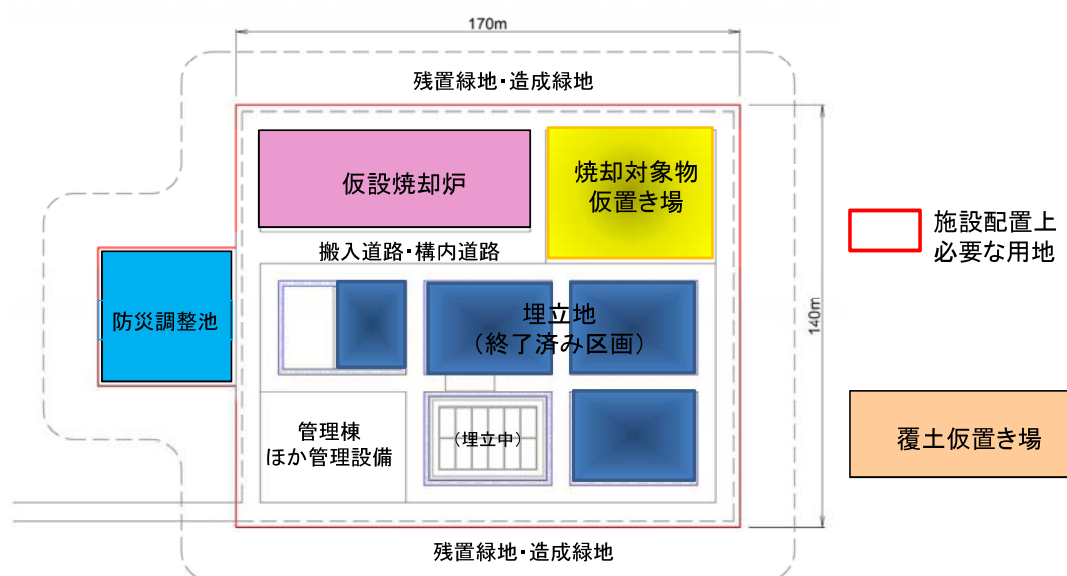 170m
残置緑地・造成緑地
仮設焼却炉
焼却対象物
仮置き場
施設配置上
必要な用地
搬入道路・構内道路
140m
防災調整池
埋立地
(終了済み区画)
管理棟
ほか管理設備
(埋立中)
覆土仮置き場
残置緑地・造成緑地